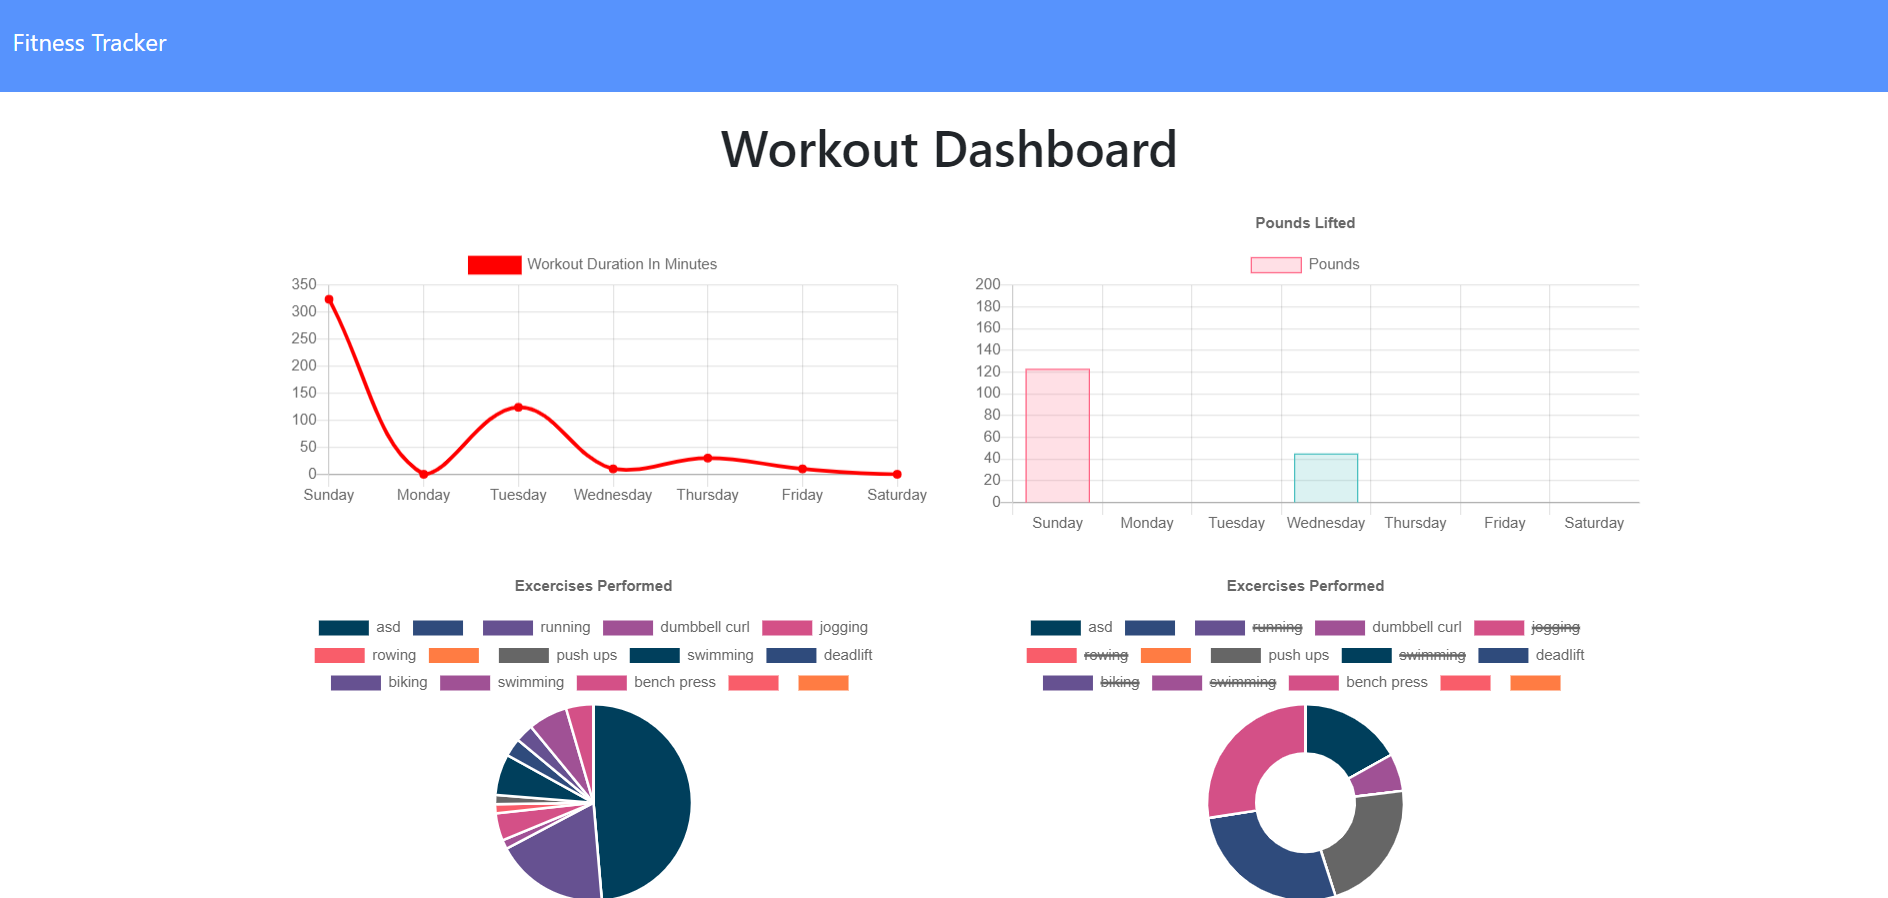 Fitness Tracker
Workout Dashboard
Workout Duration In Minutes
350
300
250
200
150
100
50
0
Sunday Monday Tuesday Wednesday Thursday Friday Saturday
Pounds Lifted
Pounds
200
180
160
140
120
100
80
60
40
20
0
Sunday Monday Tuesday Wednesday Thursday Friday Saturday
Excercises Performed
asd running dumbbell curl jogging
rowing push ups swimming deadlift
biking swimming bench press
Excercises Performed
asd running dumbbell curl jogging
rowing push ups swimming deadlift
biking swimming bench press